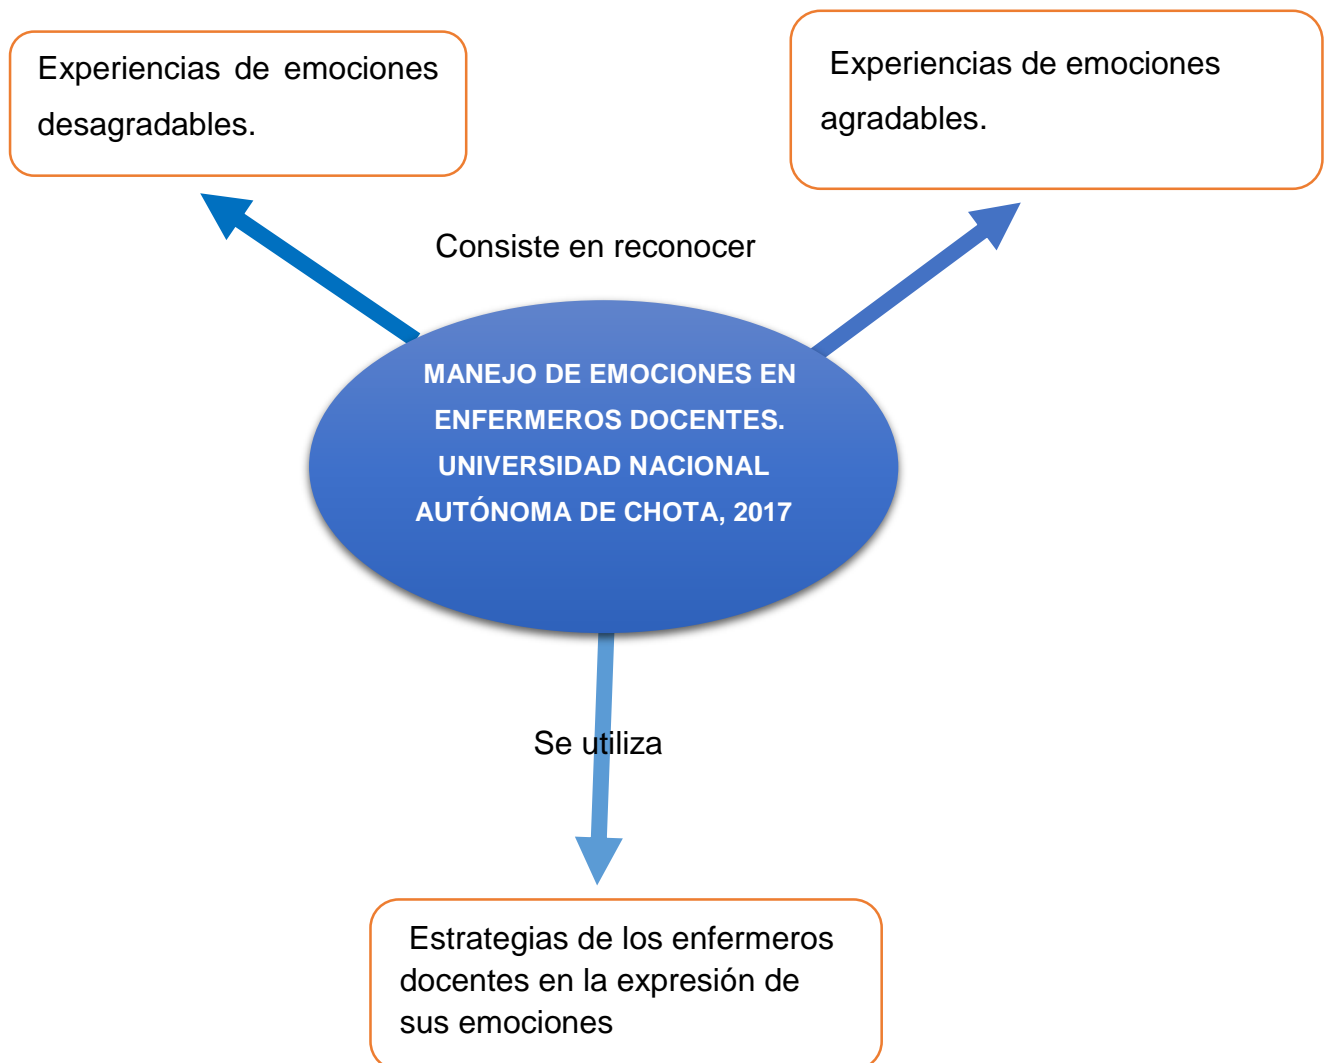 Experiencias de emociones
desagradables.
Experiencias de emociones
agradables.
Consiste en reconocer
MANEJO DE EMOCIONES EN
ENFERMEROS DOCENTES.
UNIVERSIDAD NACIONAL
AUTÓNOMA DE CHOTA, 2017
Se utiliza
Estrategias de los enfermeros
docentes en la expresión de
sus emociones